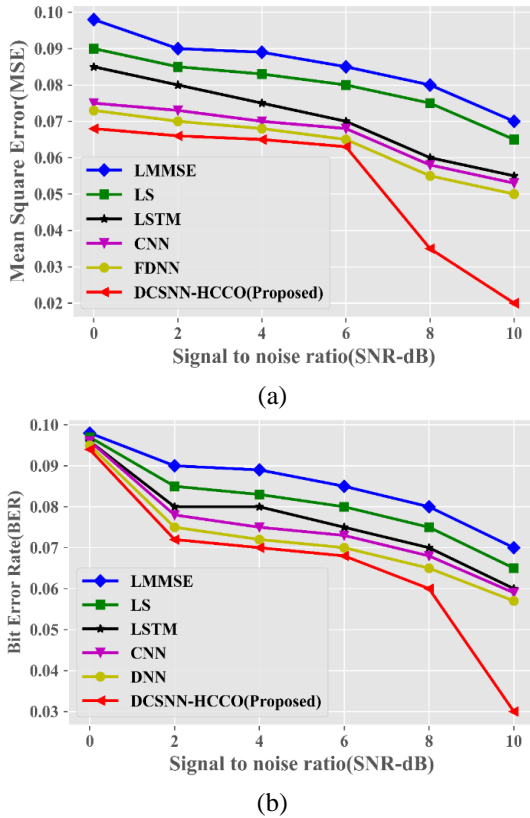 0.10
0.09
0.08
0.07
0.06
0.05
0.04
0.03
0.02
Mean Square Error(MSE)
LMMSE
LS
LSTM
CNN
FDNN
DCSNN-HCCO(Proposed)
0 2 4 6 8 10
Signal to noise ratio(SNR-dB)
(a)
0.10
0.09
0.08
0.07
0.06
0.05
0.04
0.03
Bit Error Rate(BER)
LMMSE
LS
LSTM
CNN
DNN
DCSNN-HCCO(Proposed)
0 2 4 6 8 10
Signal to noise ratio(SNR-dB)
(b)